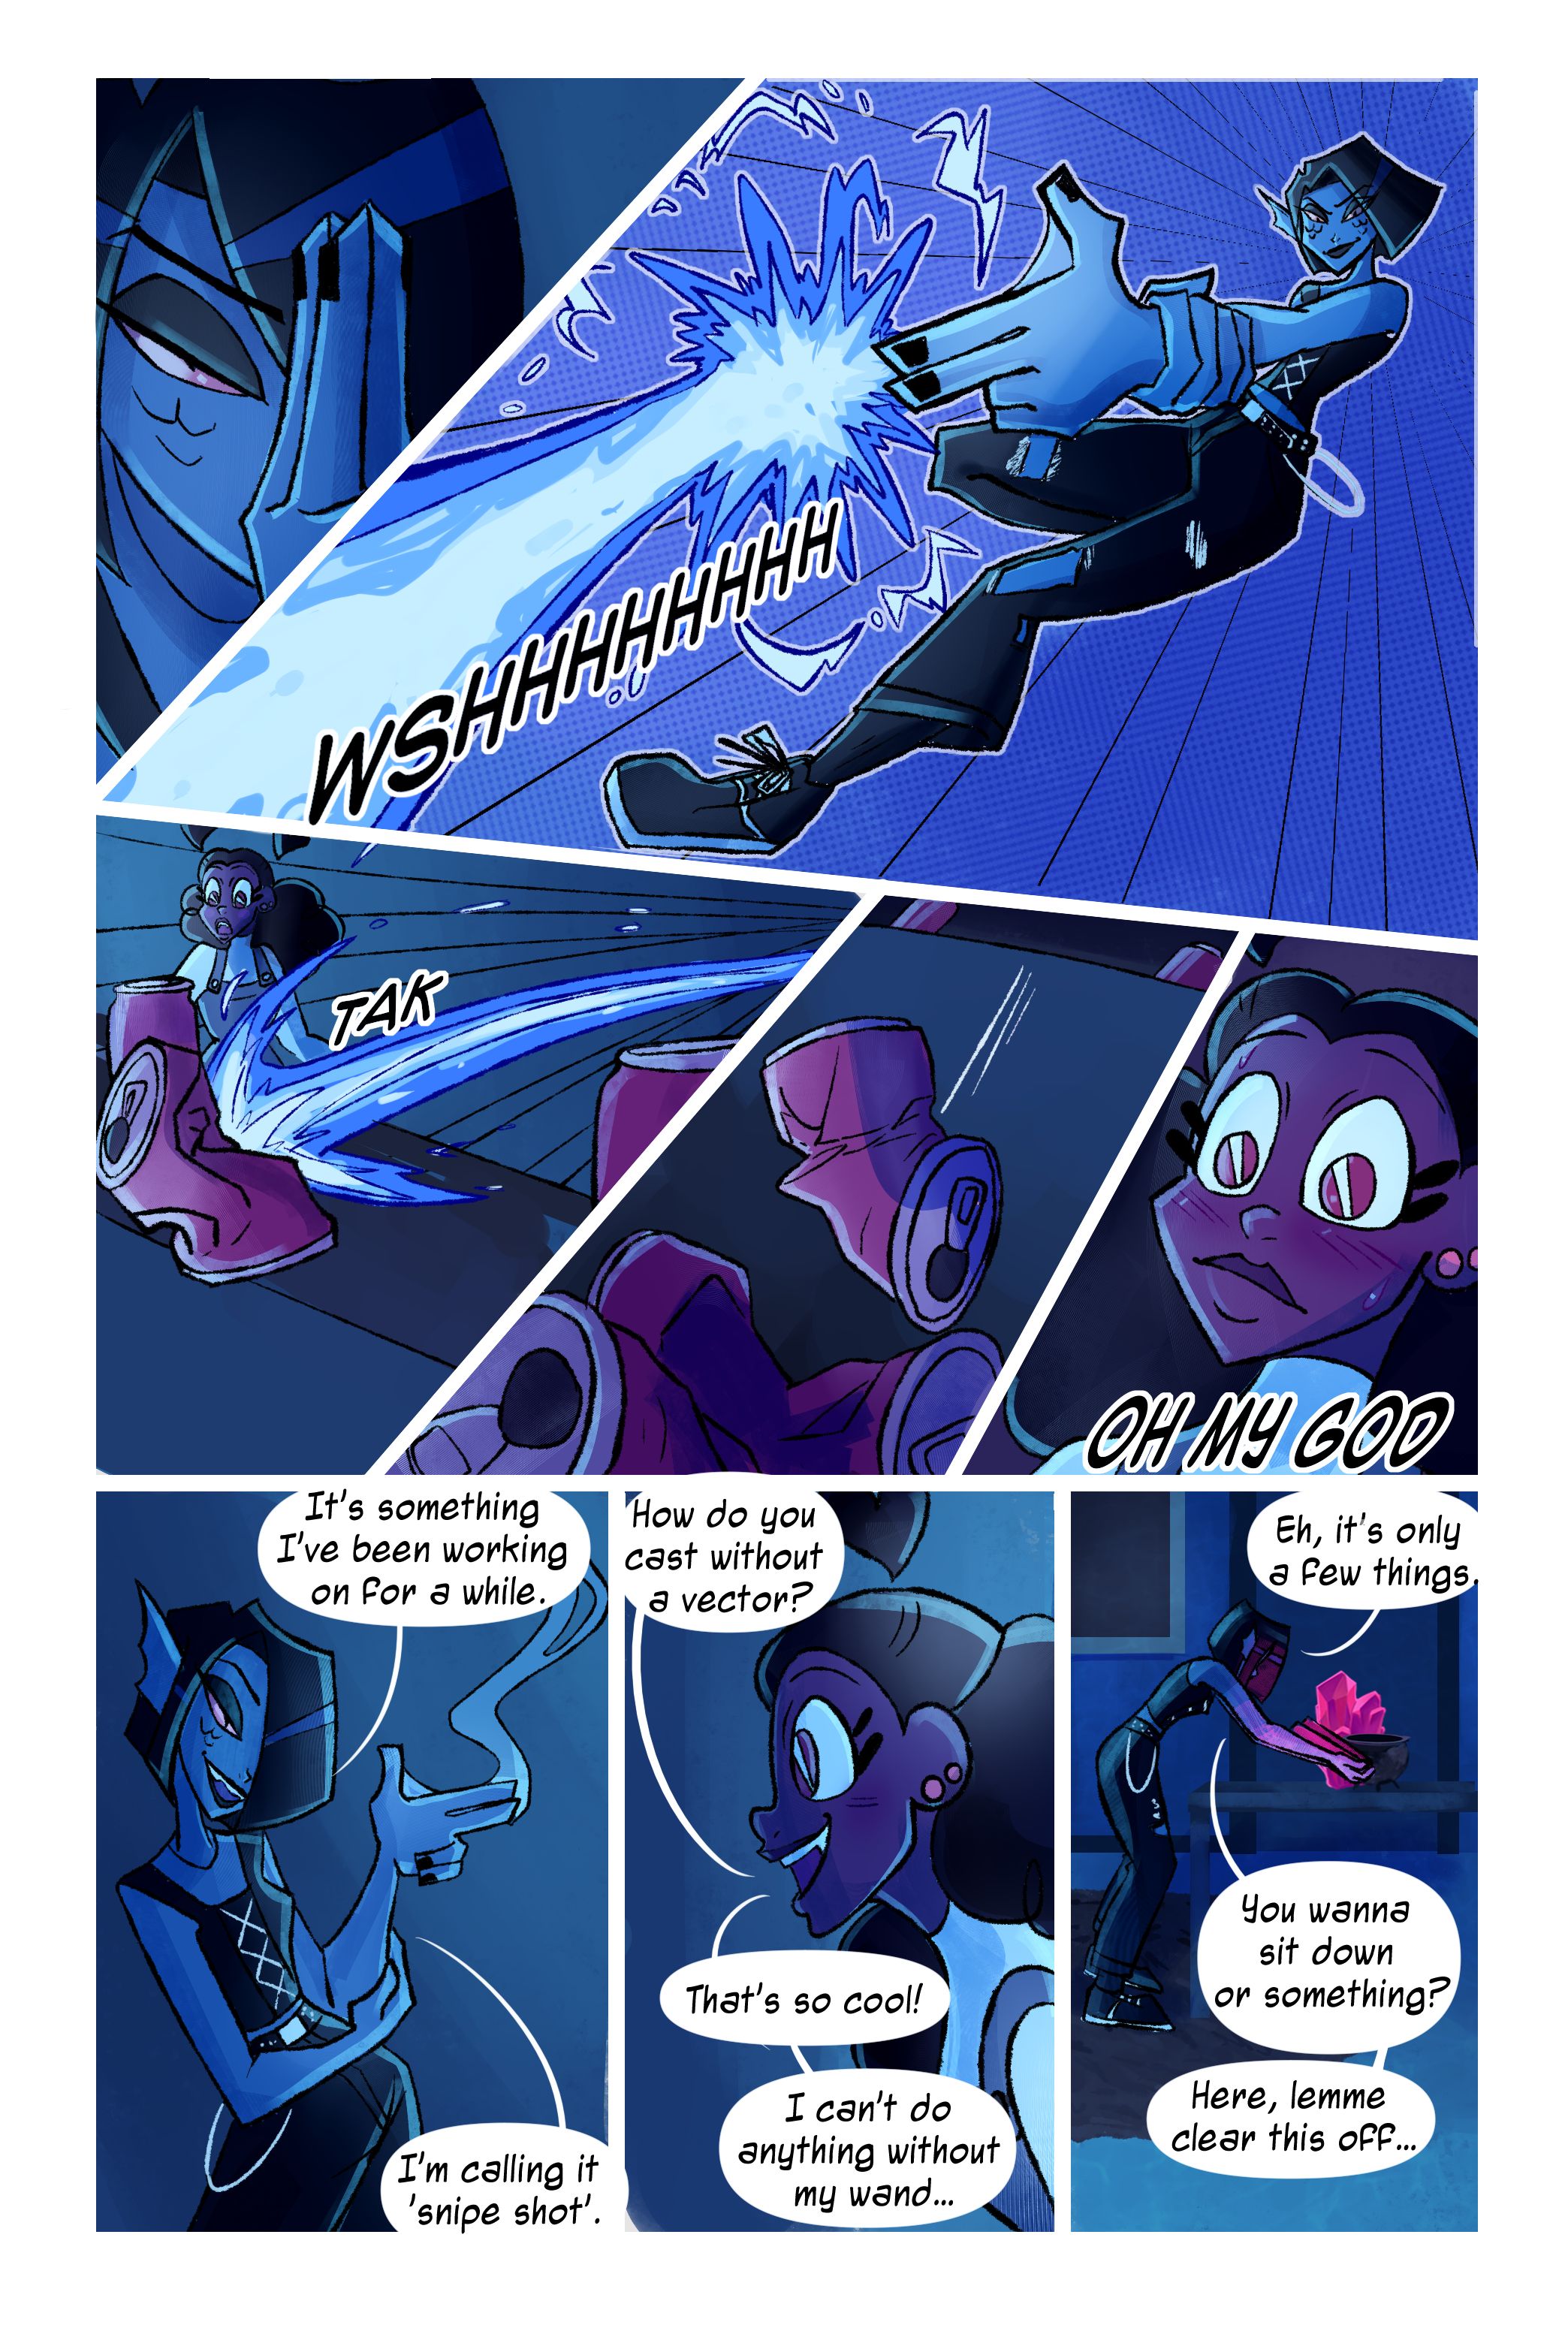 WSHHHHHHHHH
TAK
OH MY GOD
It's something
I've been working
on for a while.
I'm calling it
'snipe shot'.
How do you
cast without
a vector?
That's so cool!
I can't do
anything without
my wand...
Eh, it's only
a few things.
You wanna
sit down
or something?
Here, lemme
clear this off...